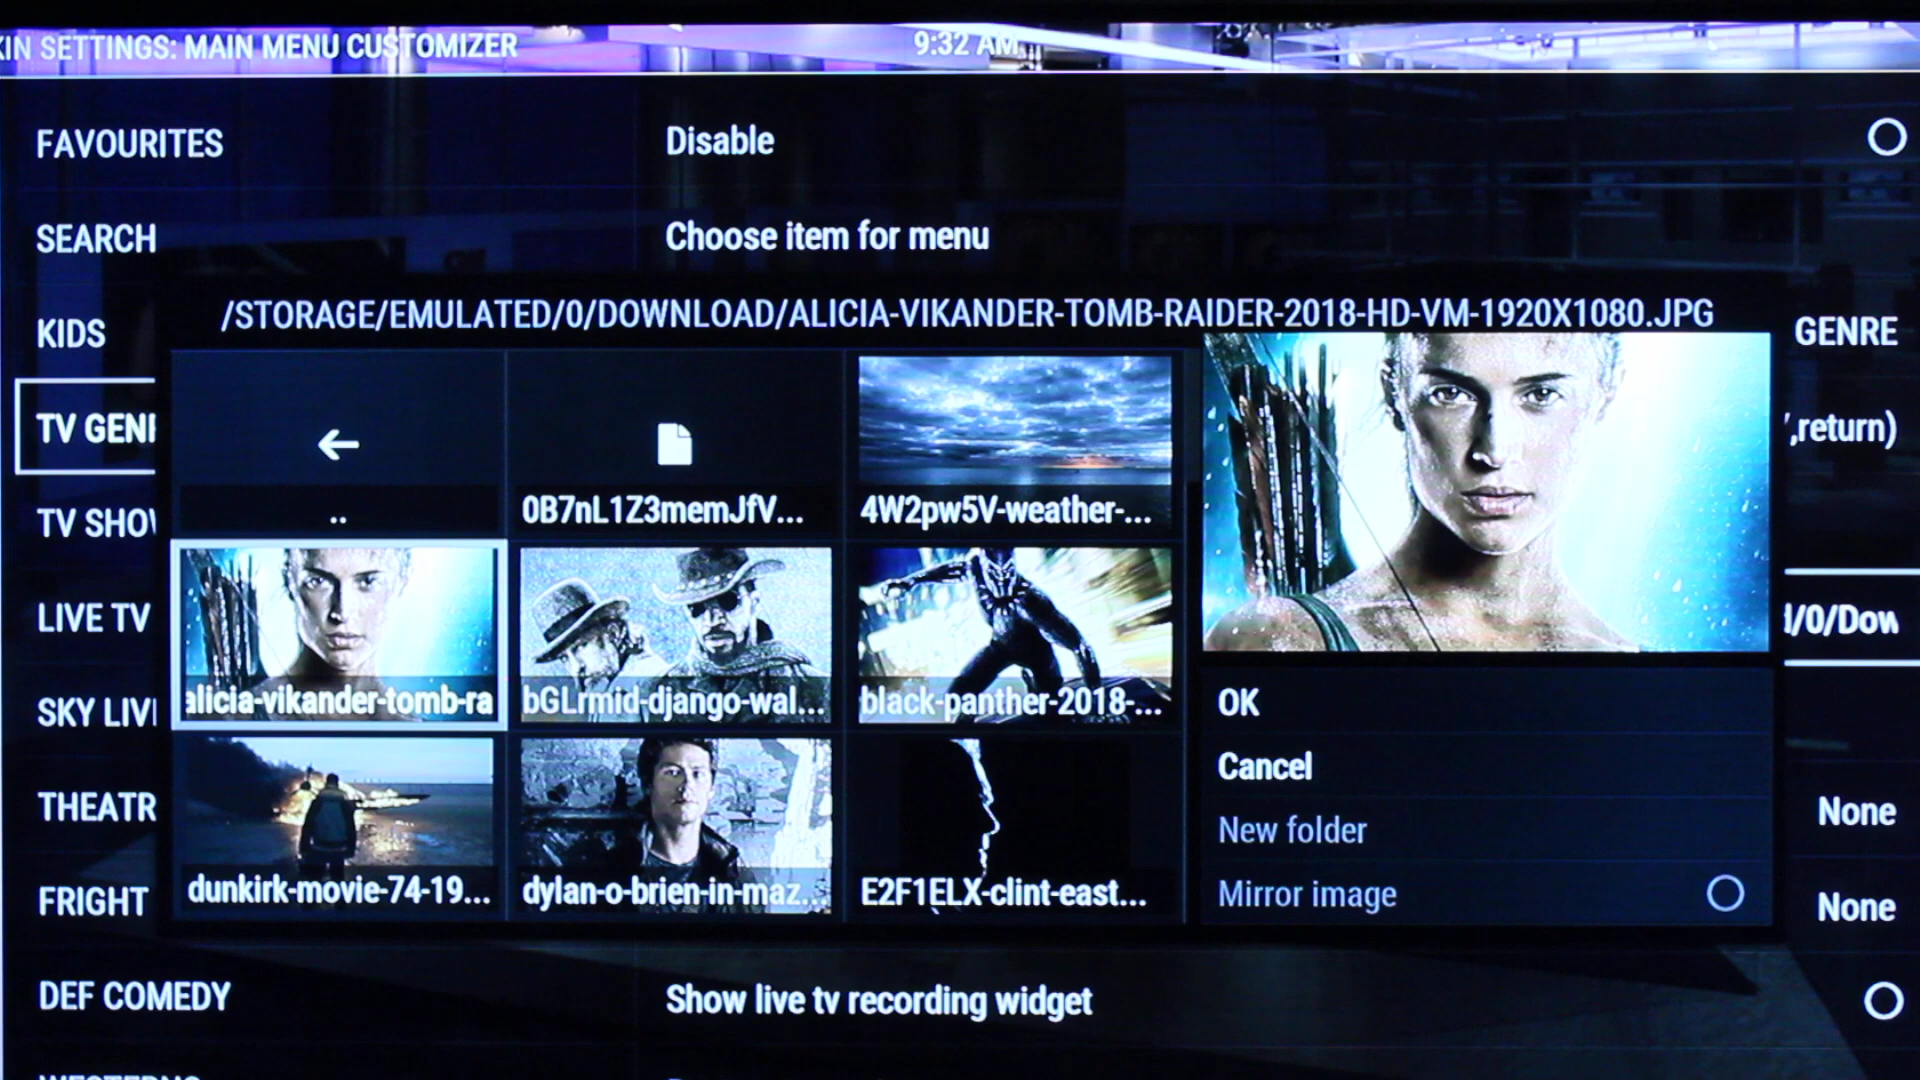 KIN SETTINGS: MAIN MENU CUSTOMIZER
9:32 AM
FAVOURITES
Disable
SEARCH
Choose item for menu
/STORAGE/EMULATED/0/DOWNLOAD/ALICIA-VIKANDER-TOMB-RAIDER-2018-HD-VM-1920X1080.JPG
KIDS
GENRE
TV GENR
',return)
..
0B7nL1Z3memJfV...
4W2pw5V-weather-...
TV SHOW
LIVE TV
/0/Dow
alicia-vikander-tomb-ra
bGLrmid-django-wal...
black-panther-2018-...
OK
SKY LIV
Cancel
THEATR
None
New folder
dunkirk-movie-74-19...
dylan-o-brien-in-maz...
E2F1ELX-clint-east...
Mirror image
FRIGHT
None
DEF COMEDY
Show live tv recording widget